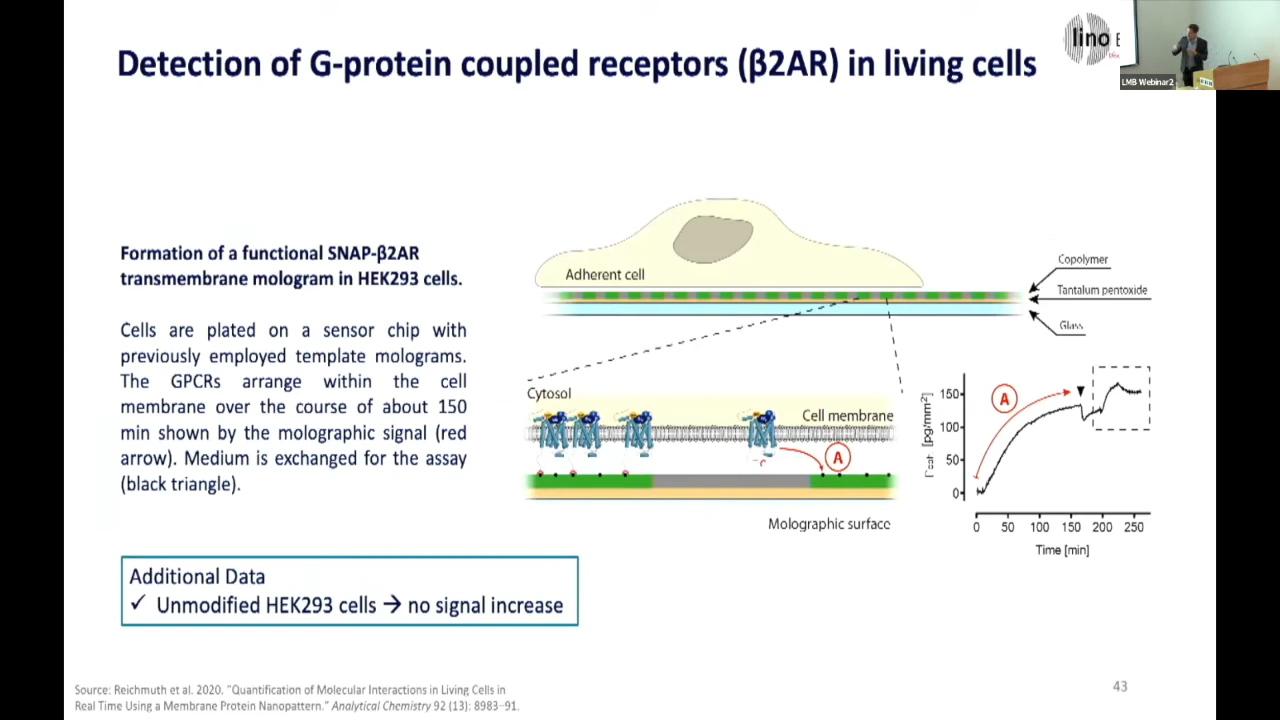 Detection of G-protein coupled receptors (β2AR) in living cells
lino
LMB Webinar2
Formation of a functional SNAP-β2AR
transmembrane mologram in HEK293 cells.
Cells are plated on a sensor chip with
previously employed template molograms.
The GPCRs arrange within the cell
membrane over the course of about 150
min shown by the molographic signal (red
arrow). Medium is exchanged for the assay
(black triangle).
Additional Data
✓ Unmodified HEK293 cells → no signal increase
Adherent cell
Copolymer
Tantalum pentoxide
Glass
Cytosol
Cell membrane
A
Molographic surface
[pg/mm²]
150
100
50
0
A
0 50 100 150 200 250
Time [min]
Source: Reichmuth et al. 2020. "Quantification of Molecular Interactions in Living Cells in
Real Time Using a Membrane Protein Nanopattern." Analytical Chemistry 92 (13): 8983–91.
43